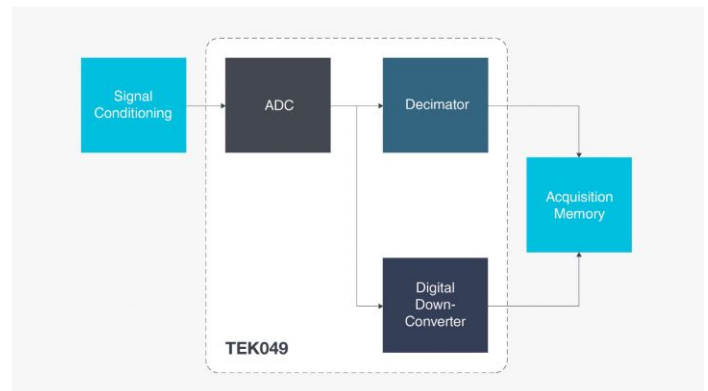 Signal
Conditioning
ADC
Decimator
Acquisition
Memory
Digital
Down-
Converter
TEK049